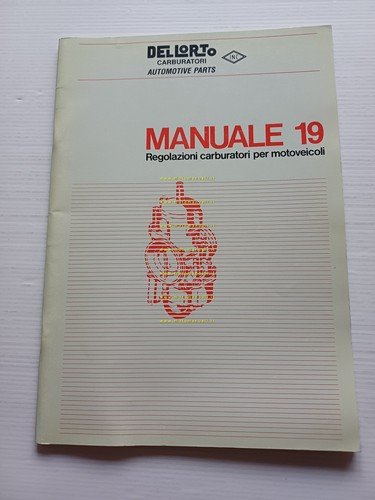 DELLORTO
INC
CARBURATORI
AUTOMOTIVE PARTS
MANUALE 19
Regolazioni carburatori per motoveicoli